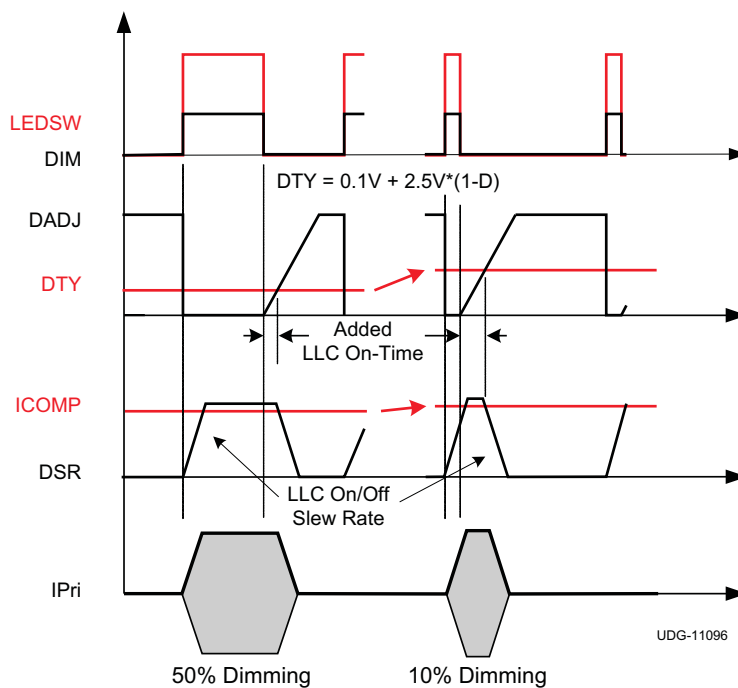 LEDSW
DIM
DTY = 0.1V + 2.5V*(1-D)
DADJ
DTY
Added
LLC On-Time
ICOMP
DSR
LLC On/Off
Slew Rate
IPri
UDG-11096
50% Dimming
10% Dimming